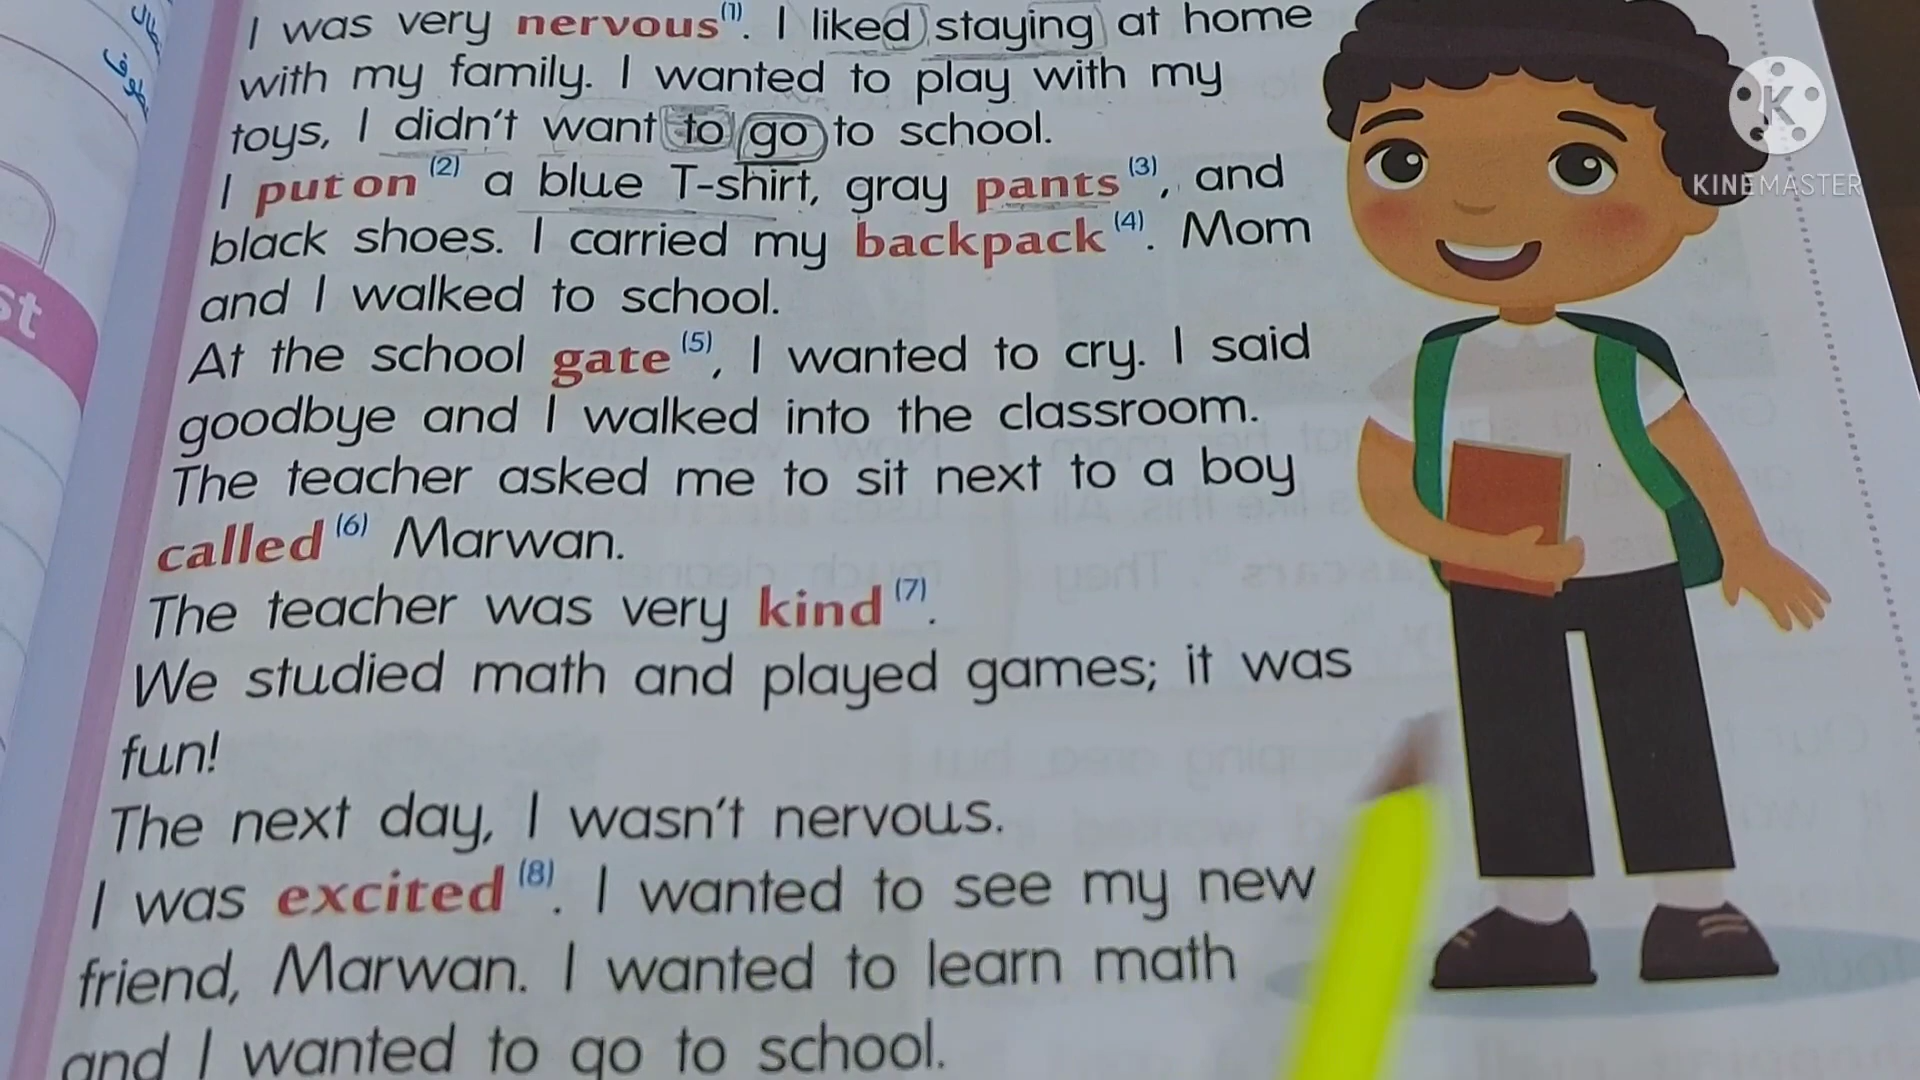 I was very nervous(1). I liked staying at home
with my family. I wanted to play with my
toys, I didn't want to go to school.
I put on(2) a blue T-shirt, gray pants(3), and
black shoes. I carried my backpack(4). Mom
and I walked to school.
At the school gate(5), I wanted to cry. I said
goodbye and I walked into the classroom.
The teacher asked me to sit next to a boy
called(6) Marwan.
The teacher was very kind(7).
We studied math and played games; it was
fun!
The next day, I wasn't nervous.
I was excited(8). I wanted to see my new
friend, Marwan. I wanted to learn math
and I wanted to go to school.
st
K
KINEMASTER